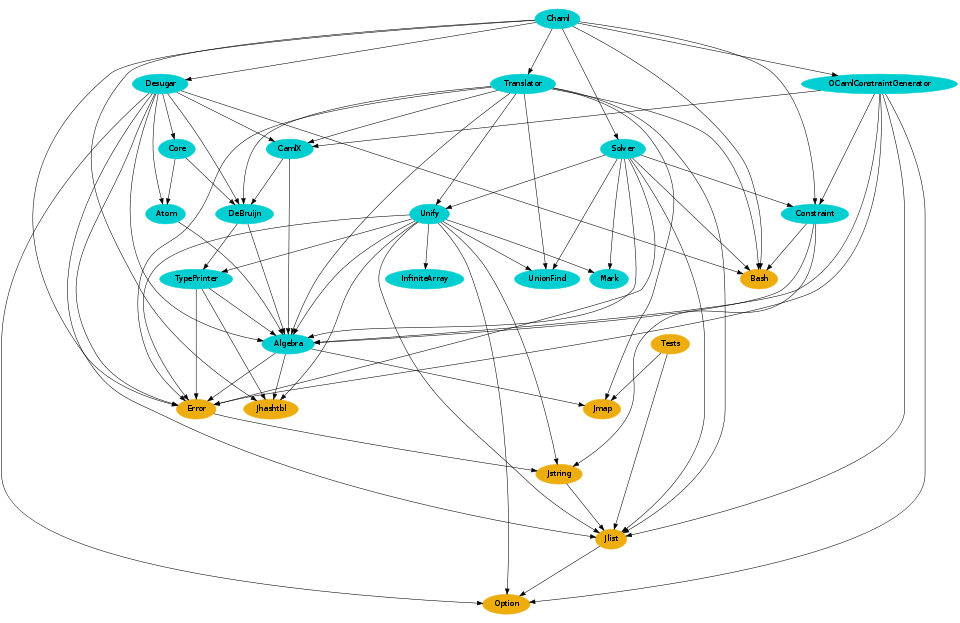 Chaml
Desugar
Translator
OCamlConstraintGenerator
Core
CamlX
Solver
Atom
DeBruijn
Unify
Constraint
TypePrinter
InfiniteArray
UnionFind
Mark
Bash
Algebra
Tests
Error
Jhashtbl
Jmap
Jstring
Jlist
Option